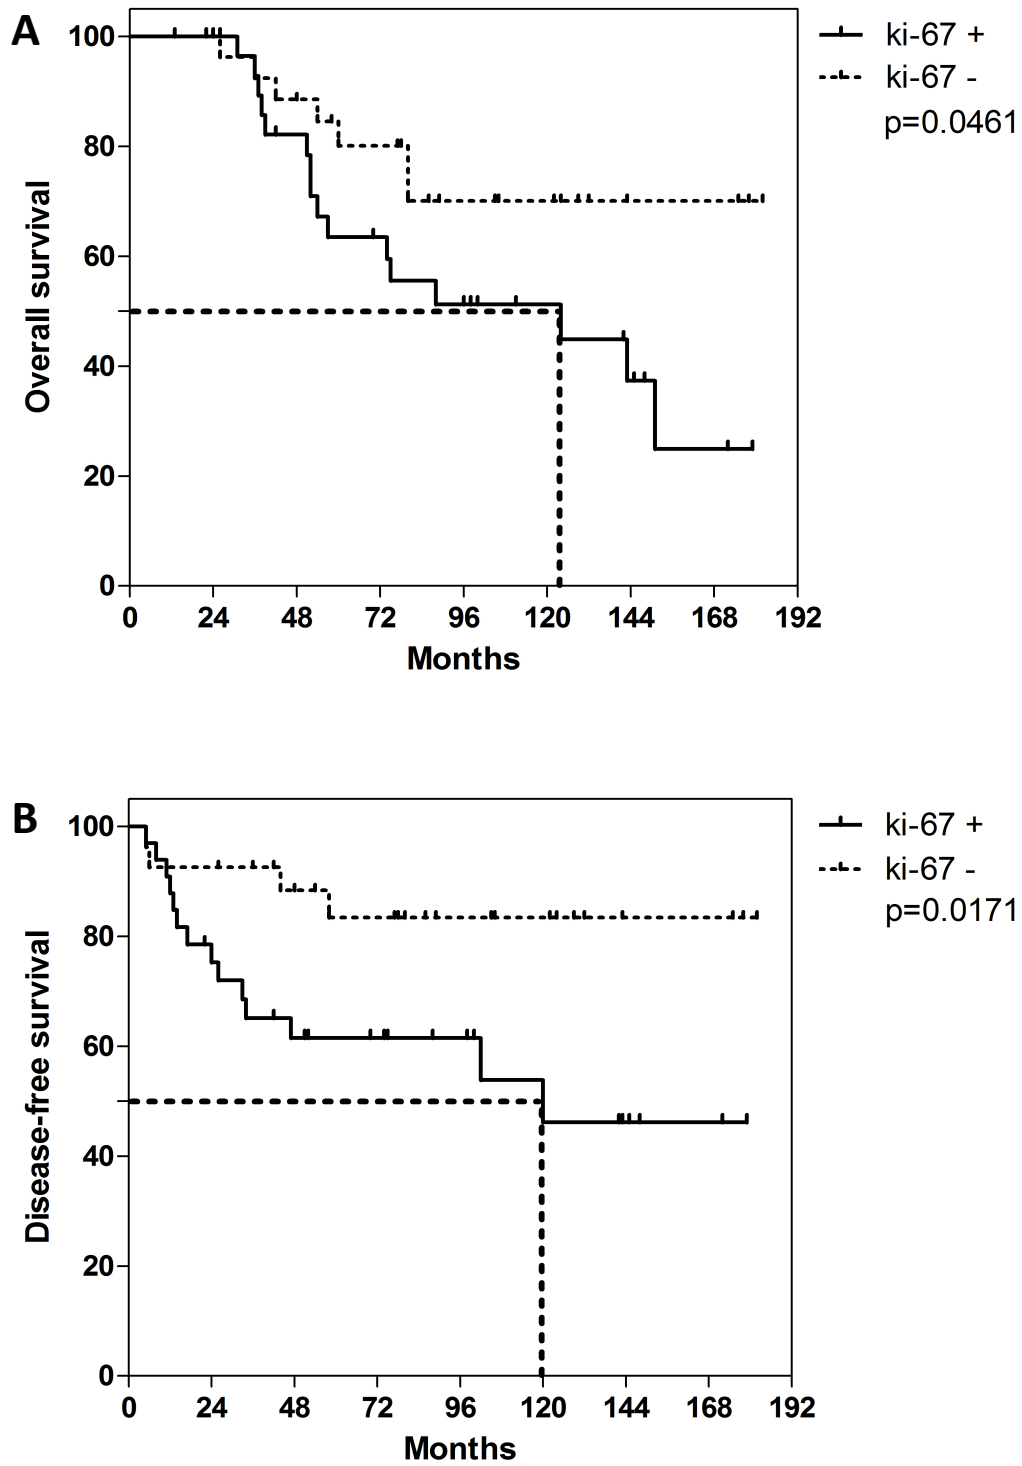 A
100
80
60
40
20
0
Overall survival
0 24 48 72 96 120 144 168 192
Months
ki-67 +
ki-67 -
p=0.0461
B
100
80
60
40
20
0
Disease-free survival
0 24 48 72 96 120 144 168 192
Months
ki-67 +
ki-67 -
p=0.0171